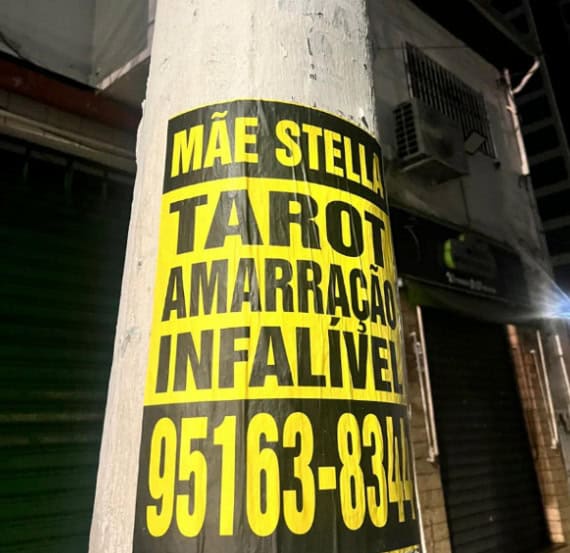 MÃE STELLA
TAROT
AMARRAÇÃO
INFALÍVEL
95163-8344